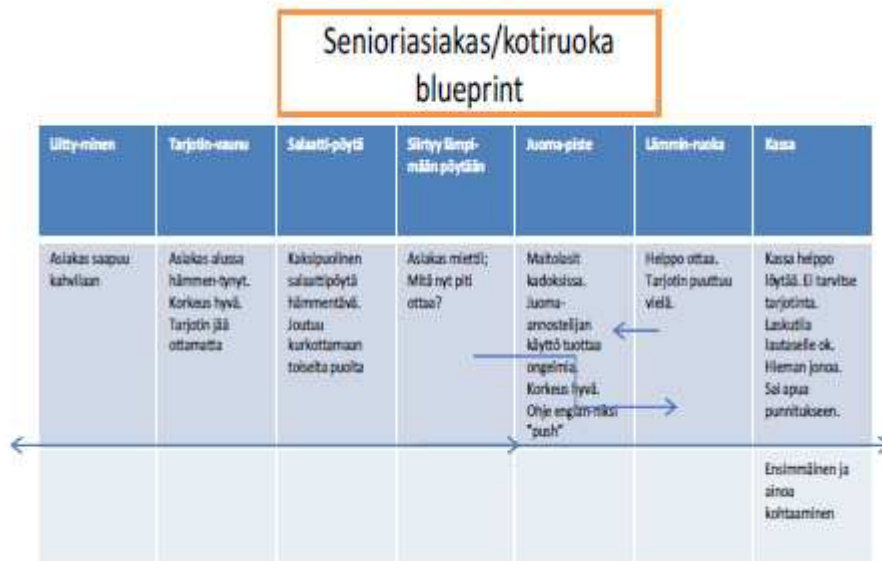 Senioriasiakas/kotiruoka
blueprint
Liitty-minen
Tarjotin-vaunu
Salaatti-pöytä
Siirtyy lämpi-
mään pöytään
Juoma-piste
Lämmin-ruoka
Kassa
Asiakas saapuu
kahvilaan
Asiakas alussa
hämmen-tynyt.
Korkeus hyvä.
Tarjotin jää
ottamatta
Kaksipuolinen
salaattipöytä
hämmentävä.
Joutuu
kurkottamaan
toiselta puolta
Asiakas miettii;
Mitä nyt piti
ottaa?
Maitolasit
kadoksissa.
Juoma-
annostelijan
käyttö tuottaa
ongelmia.
Korkeus hyvä.
Ohje englan-niksi
"push"
Helppo ottaa.
Tarjotin puuttuu
vielä.
Kassa helppo
löytää. Ei tarvitse
tarjotinta.
Laskutila
lautaselle ok.
Hieman jonoa.
Sai apua
punnitukseen.
Ensimmäinen ja
ainoa
kohtaaminen